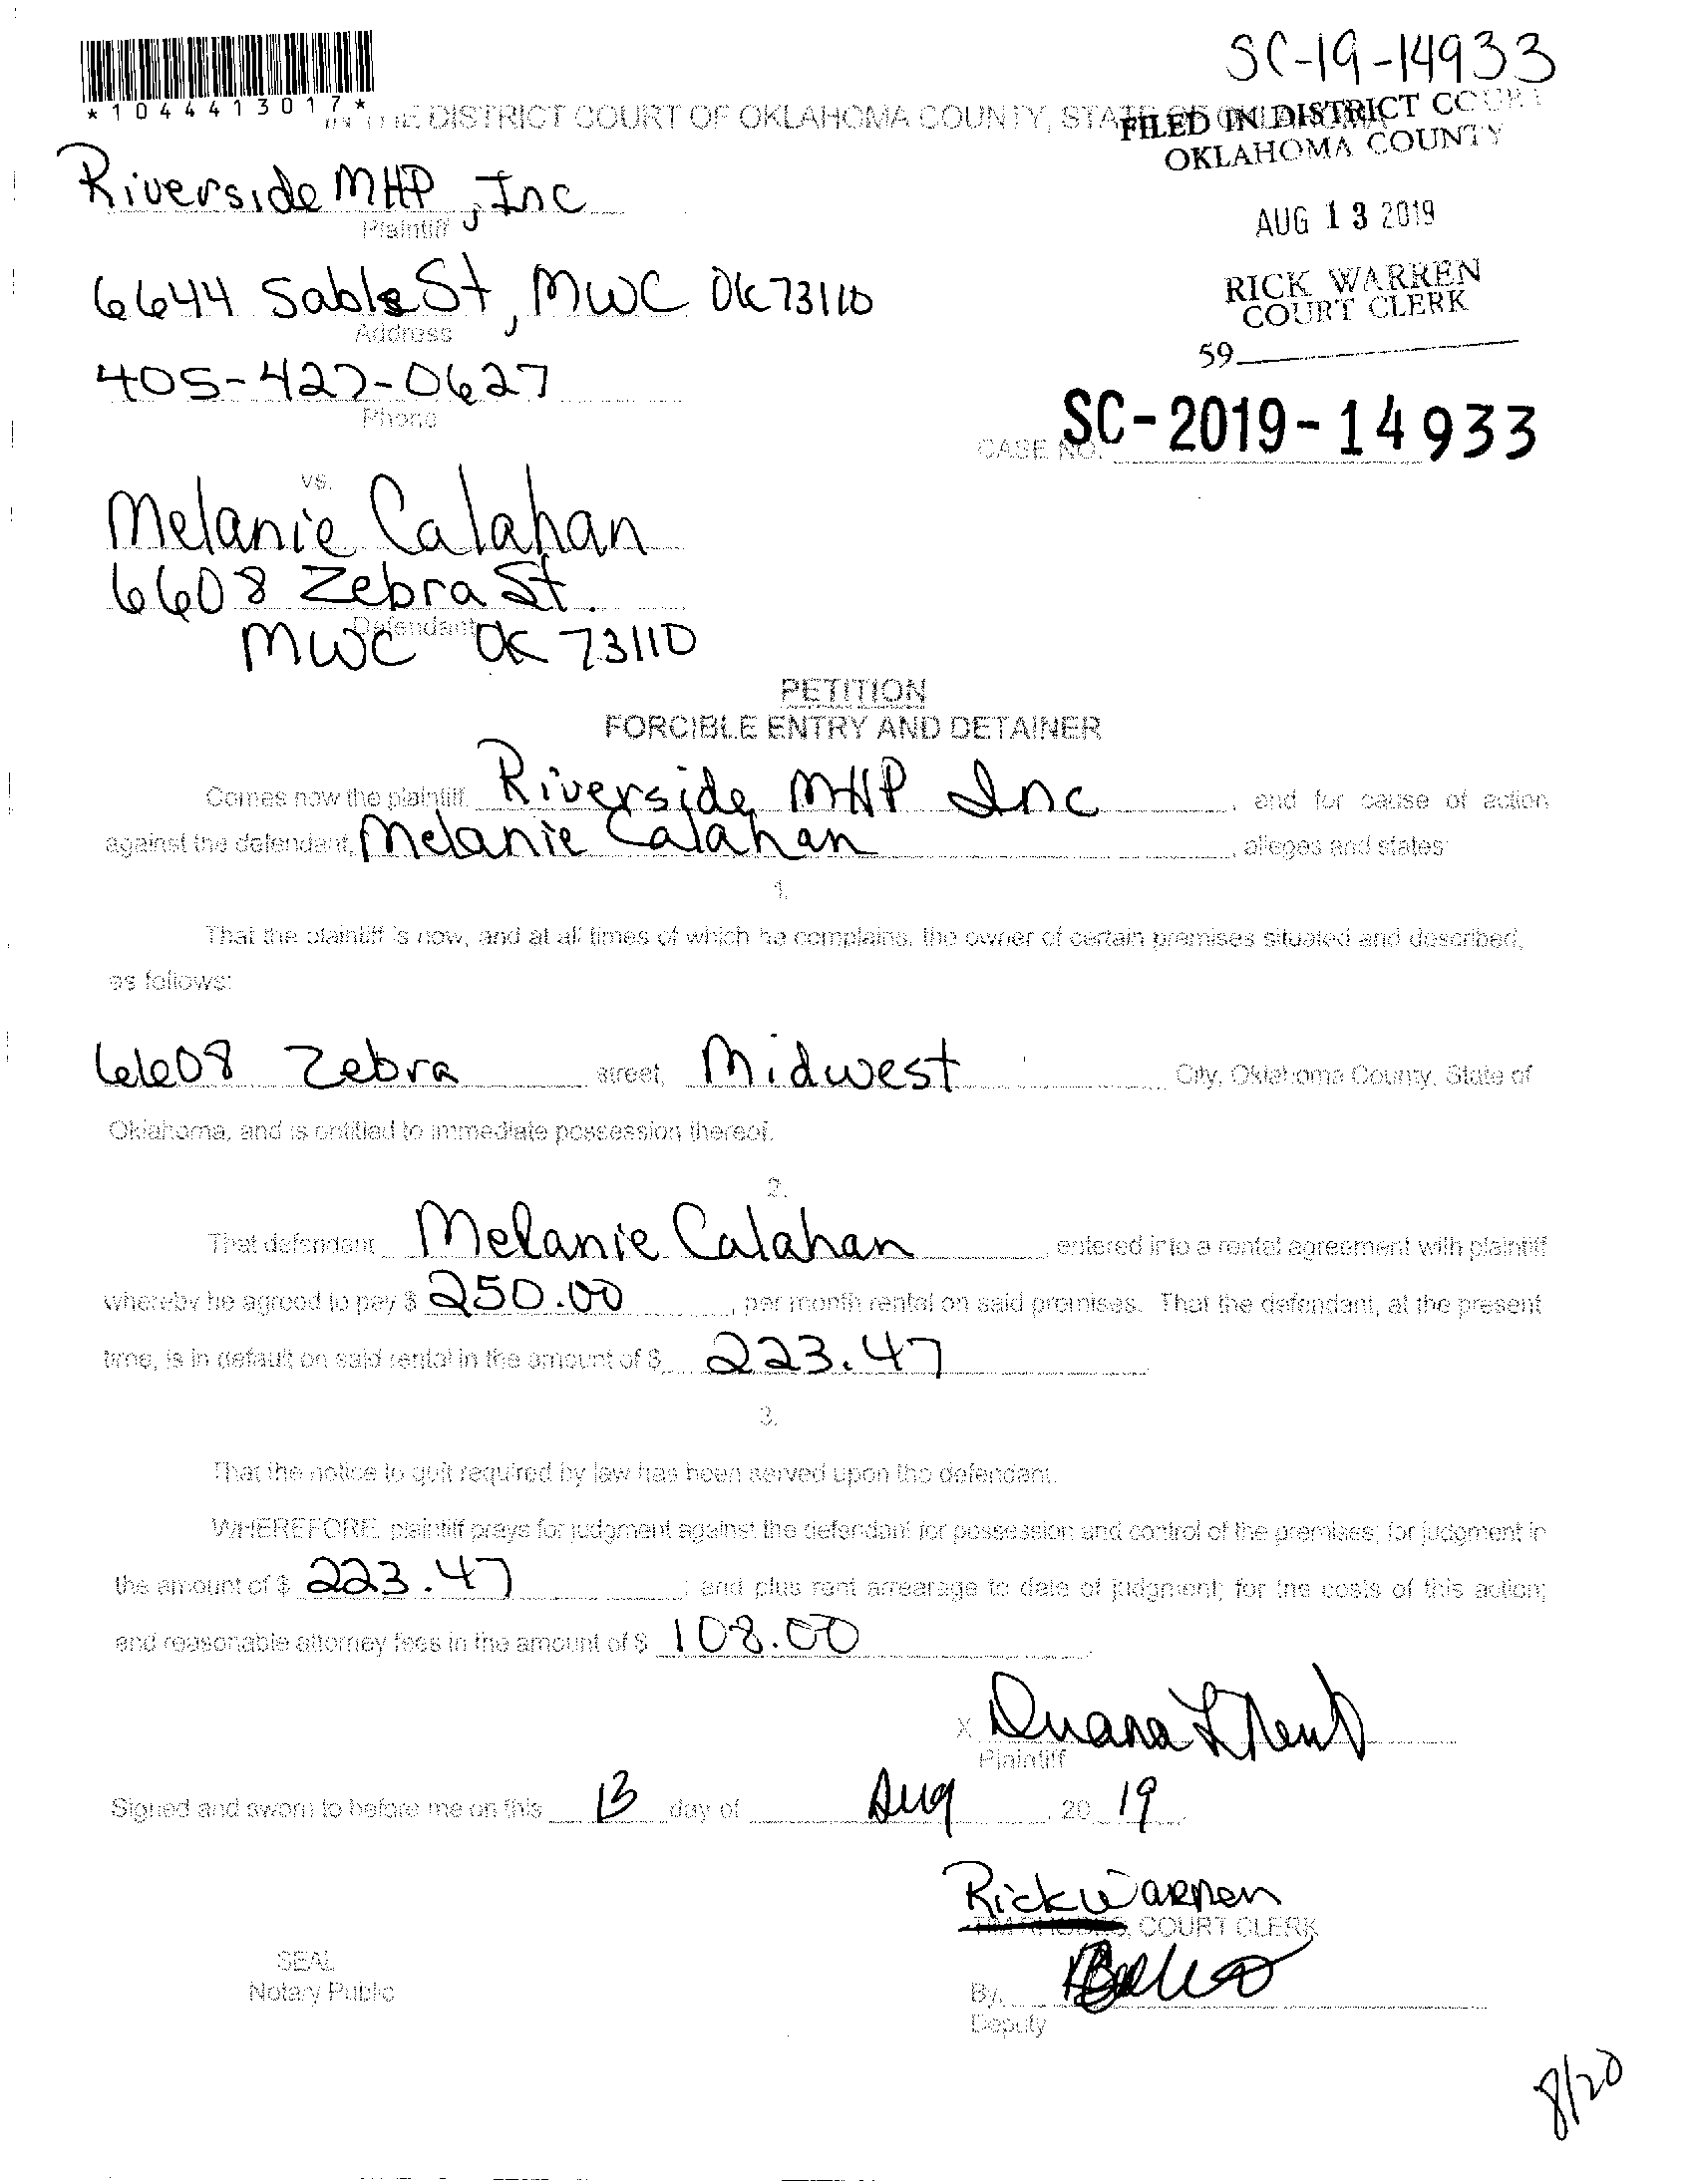 SC-19-14933
*1044413017*
IN THE DISTRICT COURT OF OKLAHOMA COUNTY, STATE OF OKLAHOMA
FILED IN DISTRICT COURT
OKLAHOMA COUNTY
Riverside MHP, Inc
Plaintiff
AUG 13 2019
6644 Sable St, MWC OK 73110
Address
RICK WARREN
COURT CLERK
405-427-0627
Phone
59
CASE NO. SC-2019-14933
vs.
Melanie Calahan
6608 Zebra St.
Defendant
MWC OK 73110
PETITION
FORCIBLE ENTRY AND DETAINER
Comes now the plaintiff, Riverside MHP Inc, and for cause of action
against the defendant, Melanie Calahan, alleges and states:
1.
That the plaintiff is now, and at all times of which he complains, the owner of certain premises situated and described,
as follows:
6608 Zebra street, Midwest City, Oklahoma County, State of
Oklahoma, and is entitled to immediate possession thereof.
2.
That defendant Melanie Calahan entered into a rental agreement with plaintiff
whereby he agreed to pay $ 250.00, per month rental on said premises. That the defendant, at the present
time, is in default on said rental in the amount of $ 223.47.
3.
That the notice to quit required by law has been served upon the defendant.
WHEREFORE, plaintiff prays for judgment against the defendant for possession and control of the premises; for judgment in
the amount of $ 223.47; and plus rent arrearage to date of judgment; for the costs of this action;
and reasonable attorney fees in the amount of $ 108.00.
X
Plaintiff
Signed and sworn to before me on this 13 day of Aug, 20 19.
Rick Warren
TIM RHODES, COURT CLERK
SEAL
Notary Public
By,
Deputy
8/20